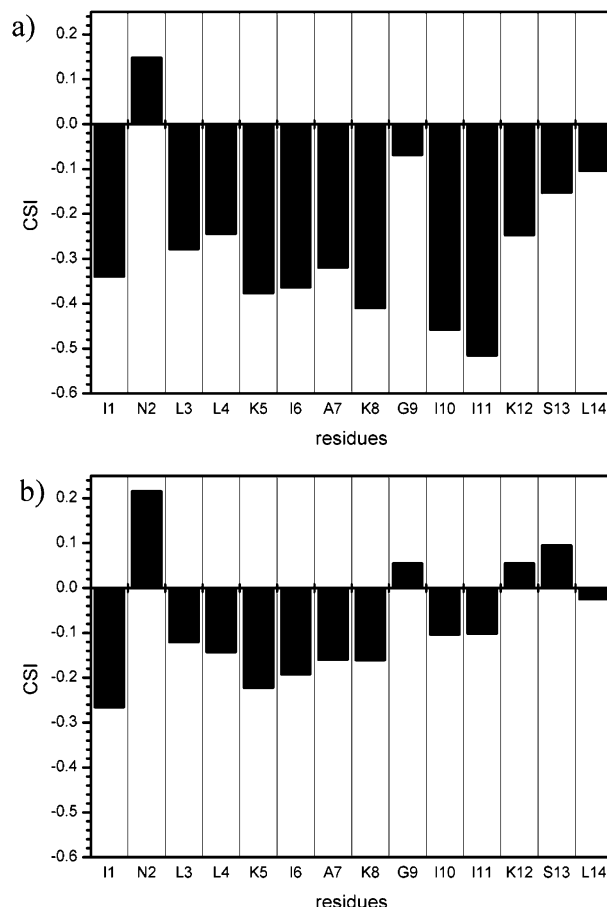 a)
0.2
0.1
0.0
-0.1
-0.2
-0.3
-0.4
-0.5
-0.6
CSI
I1 N2 L3 L4 K5 I6 A7 K8 G9 I10 I11 K12 S13 L14
residues
b)
0.2
0.1
0.0
-0.1
-0.2
-0.3
-0.4
-0.5
-0.6
CSI
I1 N2 L3 L4 K5 I6 A7 K8 G9 I10 I11 K12 S13 L14
residues